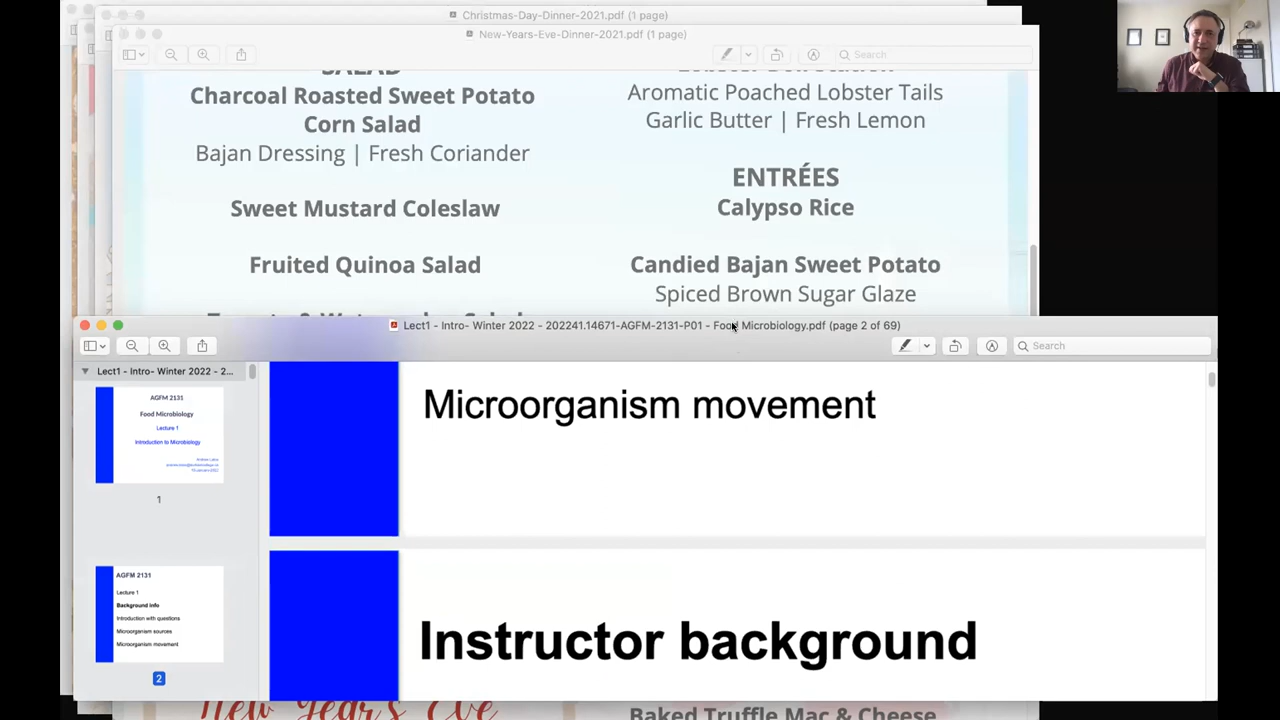 Christmas-Day-Dinner-2021.pdf (1 page)
New-Years-Eve-Dinner-2021.pdf (1 page)
Search
SALAD
Charcoal Roasted Sweet Potato
Corn Salad
Bajan Dressing | Fresh Coriander
Sweet Mustard Coleslaw
Fruited Quinoa Salad
Aromatic Poached Lobster Tails
Garlic Butter | Fresh Lemon
ENTRÉES
Calypso Rice
Candied Bajan Sweet Potato
Spiced Brown Sugar Glaze
Lect1 - Intro- Winter 2022 - 202241.14671-AGFM-2131-P01 - Food Microbiology.pdf (page 2 of 69)
Search
Lect1 - Intro- Winter 2022 - 2...
AGFM 2131
Food Microbiology
Lecture 1
Introduction to Microbiology
1
AGFM 2131
Lecture 1
Background info
Introduction with questions
Microorganism sources
Microorganism movement
2
Microorganism movement
Instructor background
New Year's Eve
Baked Truffle Mac & Cheese